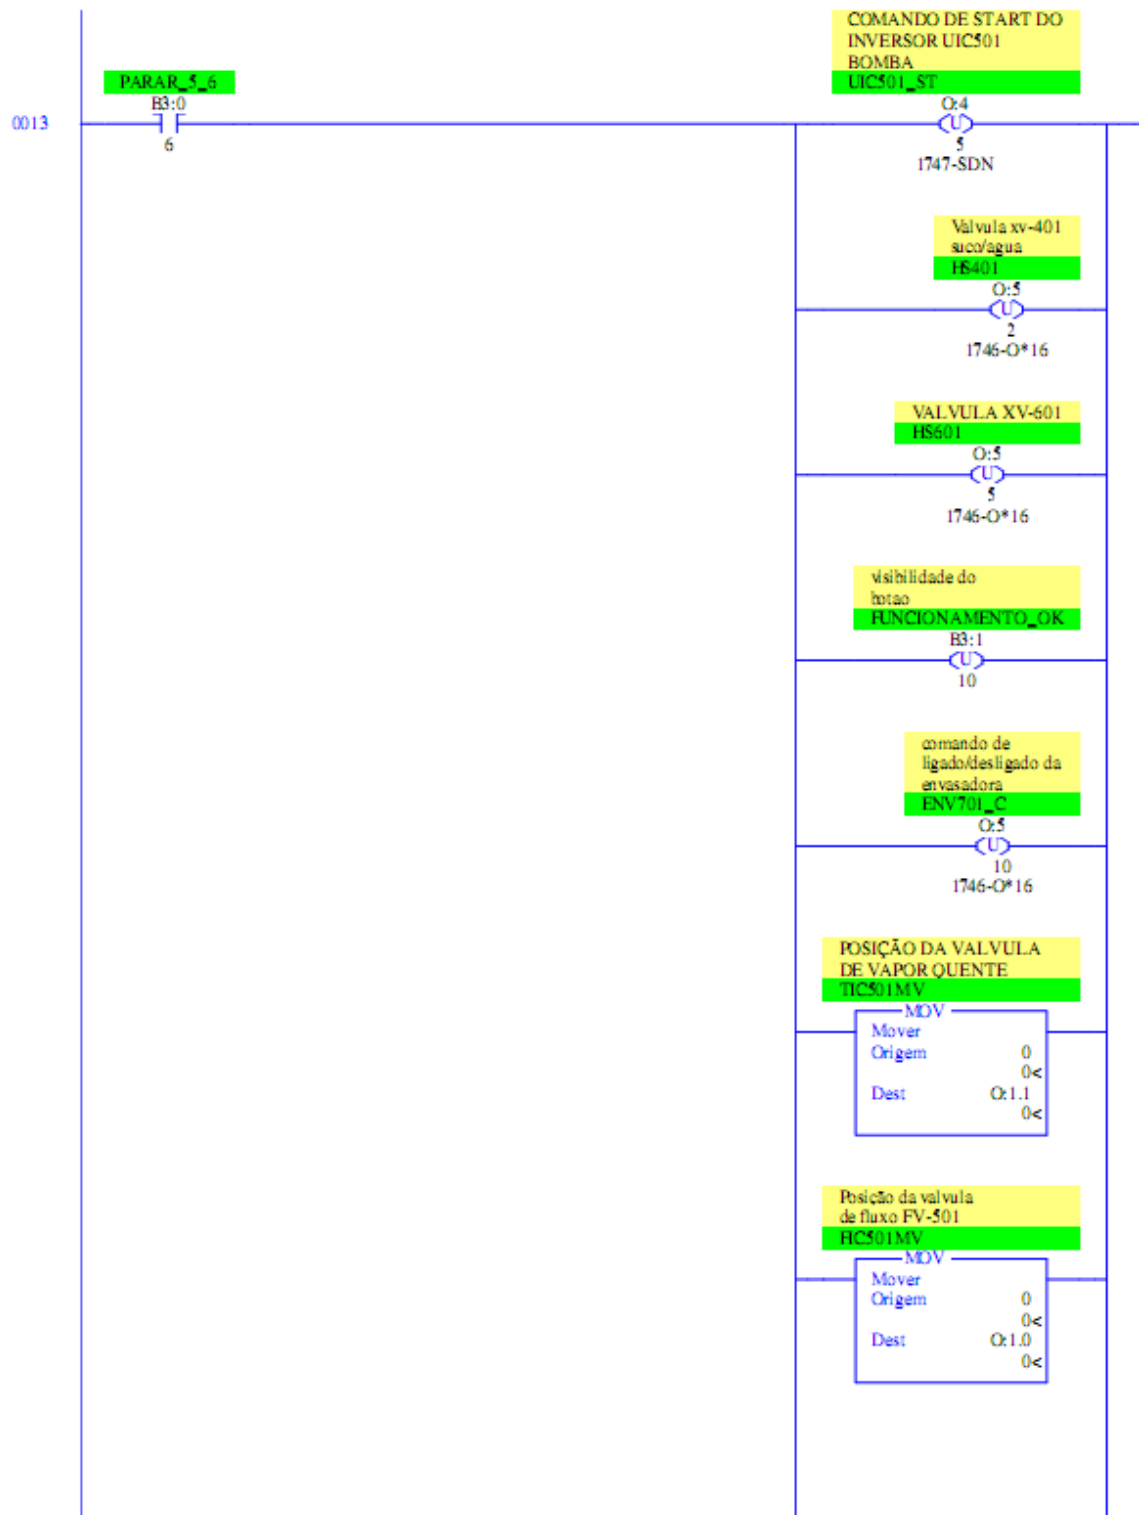 COMANDO DE START DO
INVERSOR UIC501
BOMBA
UIC501_ST
PARAR_5_6
B3:0
O:4
0013
U
6
5
1747-SDN
Valvula xv-401
suco/agua
HS401
O:5
U
2
1746-O*16
VALVULA XV-601
HS601
O:5
U
5
1746-O*16
visibilidade do
botao
FUNCIONAMENTO_OK
B3:1
U
10
comando de
ligado/desligado da
envasadora
ENV701_C
O:5
U
10
1746-O*16
POSIÇÃO DA VALVULA
DE VAPOR QUENTE
TIC501MV
MOV
Mover
Origem 0
0<
Dest O:1.1
0<
Posição da valvula
de fluxo FV-501
FIC501MV
MOV
Mover
Origem 0
0<
Dest O:1.0
0<